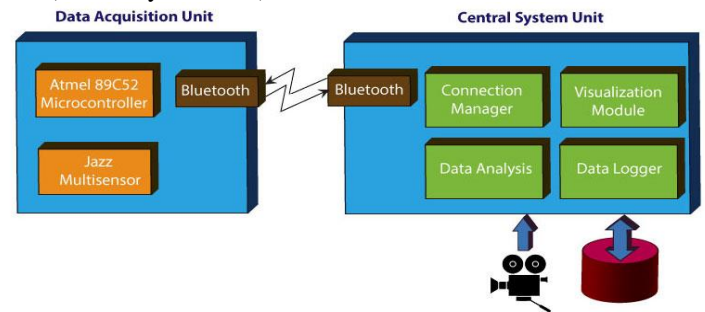 Data Acquisition Unit
Central System Unit
Atmel 89C52
Microcontroller
Bluetooth
Jazz
Multisensor
Bluetooth
Connection
Manager
Visualization
Module
Data Analysis
Data Logger